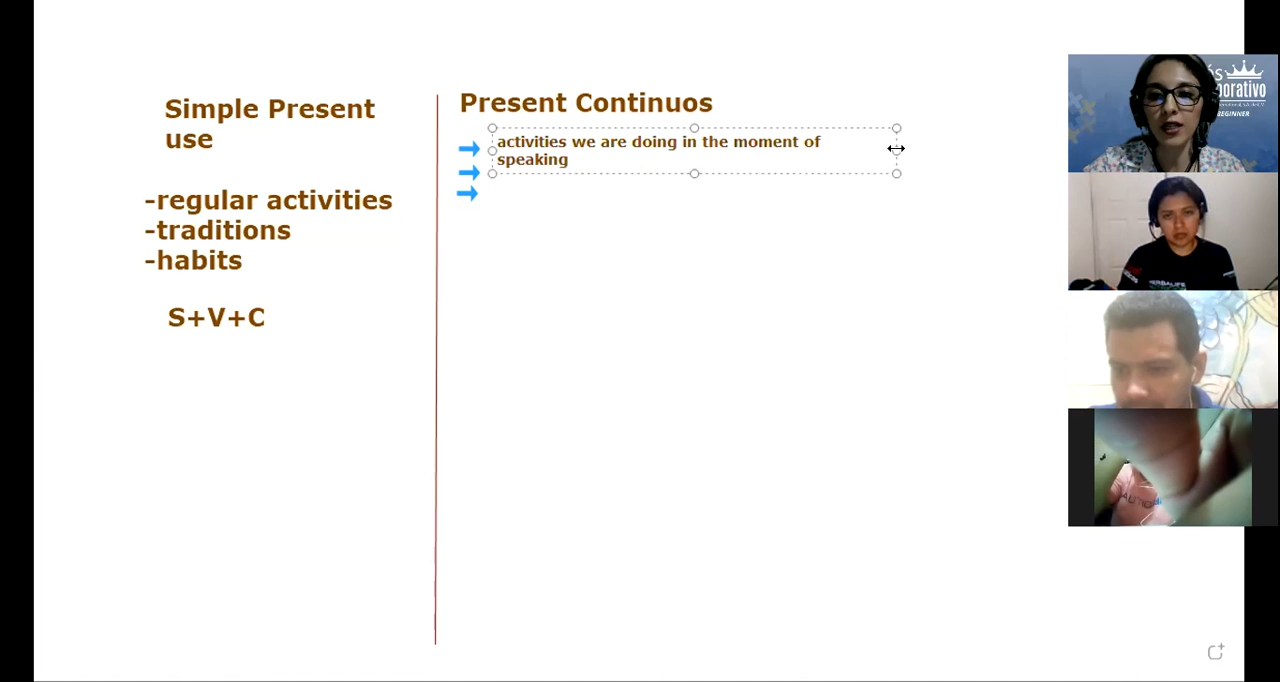 Simple Present
use
-regular activities
-traditions
-habits
S+V+C
Present Continuos
activities we are doing in the moment of
speaking
BEGINNER
HERBALIFE